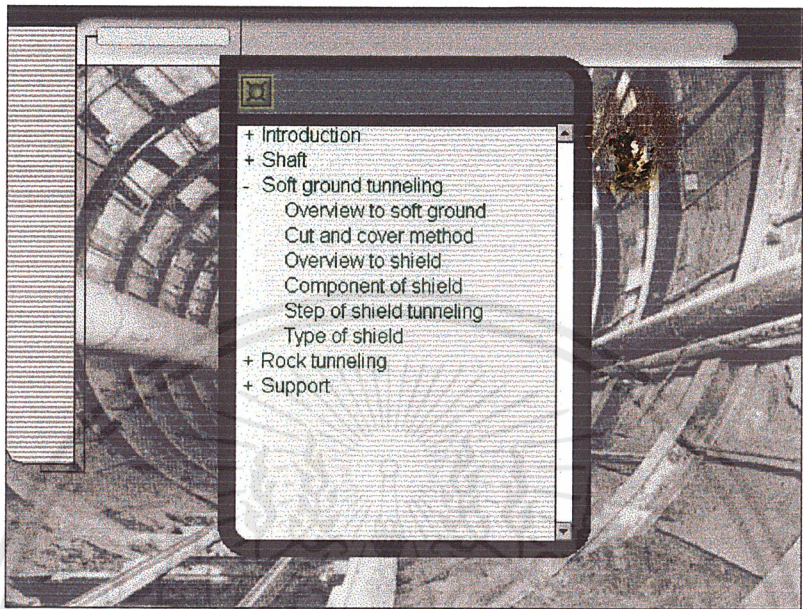 + Introduction
+ Shaft
- Soft ground tunneling
Overview to soft ground
Cut and cover method
Overview to shield
Component of shield
Step of shield tunneling
Type of shield
+ Rock tunneling
+ Support